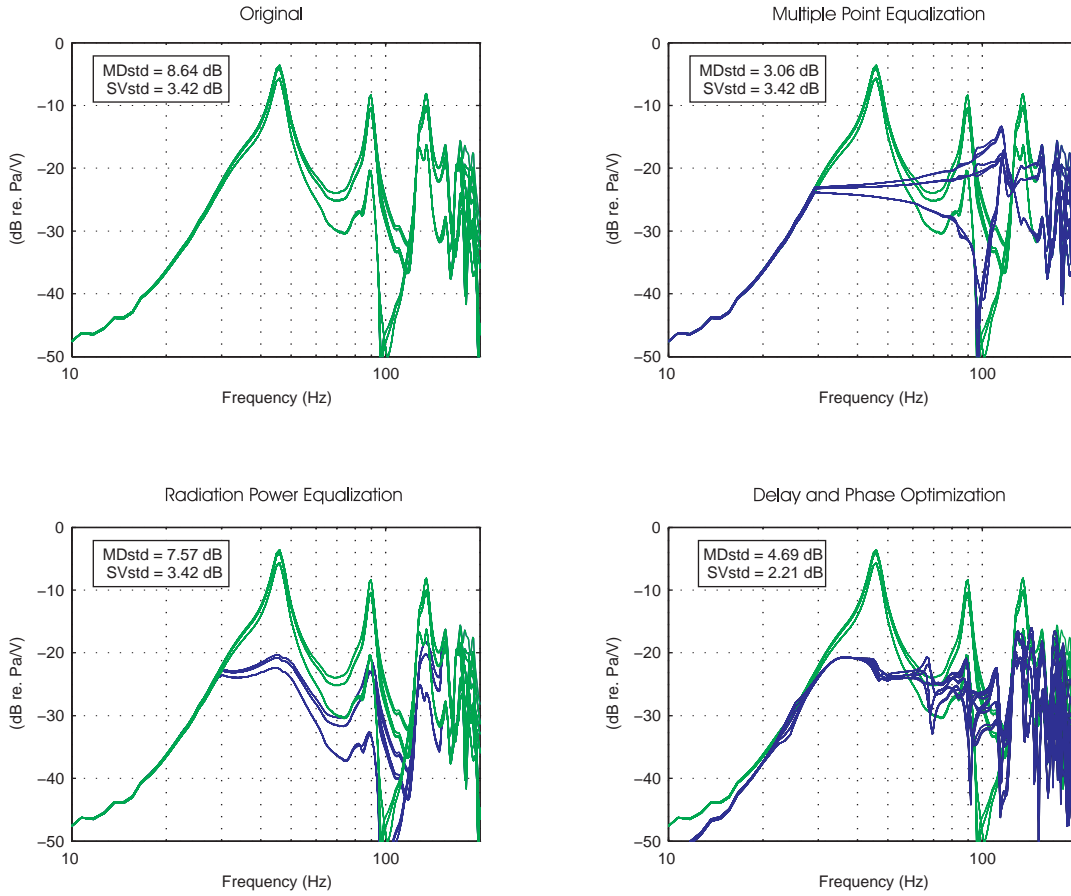 Original
MDstd = 8.64 dB
SVstd = 3.42 dB
0
−10
−20
−30
−40
−50
(dB re. Pa/V)
10
100
Frequency (Hz)
Multiple Point Equalization
MDstd = 3.06 dB
SVstd = 3.42 dB
0
−10
−20
−30
−40
−50
(dB re. Pa/V)
10
100
Frequency (Hz)
Radiation Power Equalization
MDstd = 7.57 dB
SVstd = 3.42 dB
0
−10
−20
−30
−40
−50
(dB re. Pa/V)
10
100
Frequency (Hz)
Delay and Phase Optimization
MDstd = 4.69 dB
SVstd = 2.21 dB
0
−10
−20
−30
−40
−50
(dB re. Pa/V)
10
100
Frequency (Hz)